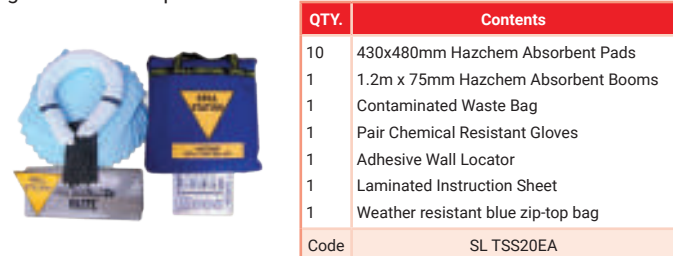 QTY. Contents
10 430x480mm Hazchem Absorbent Pads
1 1.2m x 75mm Hazchem Absorbent Booms
1 Contaminated Waste Bag
1 Pair Chemical Resistant Gloves
1 Adhesive Wall Locator
1 Laminated Instruction Sheet
1 Weather resistant blue zip-top bag
Code SL TSS20EA